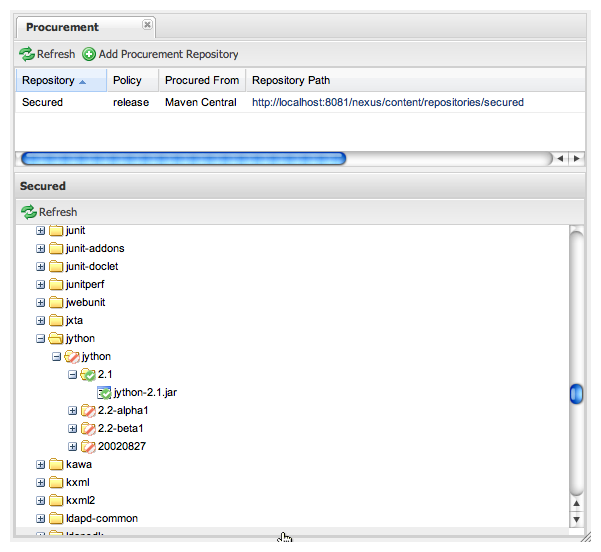 Procurement
Refresh Add Procurement Repository
Repository Policy Procured From Repository Path
Secured release Maven Central http://localhost:8081/nexus/content/repositories/secured
Secured
Refresh
junit
junit-addons
junit-doclet
junitperf
jwebunit
jxta
jython
jython
2.1
jython-2.1.jar
2.2-alpha1
2.2-beta1
20020827
kawa
kxml
kxml2
ldapd-common